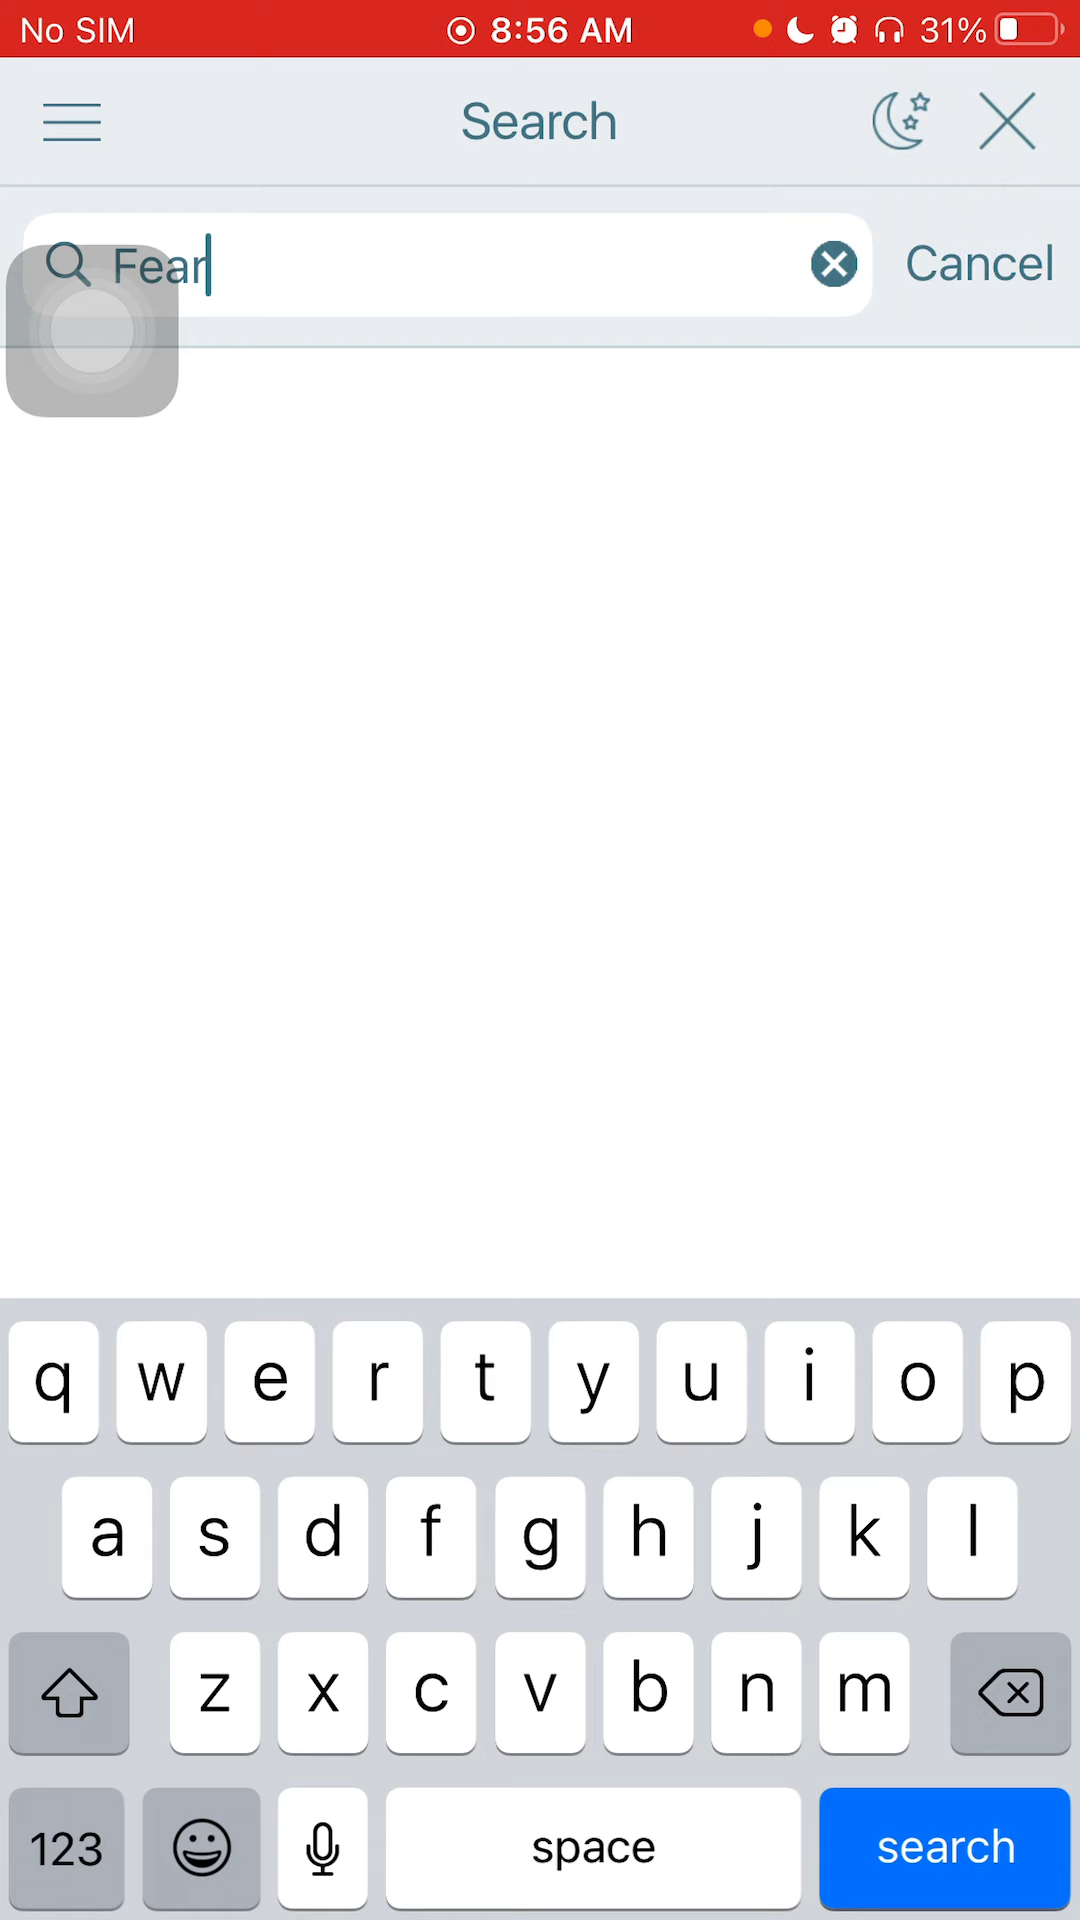 No SIM 8:56 AM 31%
Search
Fear Cancel
q w e r t y u i o p
a s d f g h j k l
z x c v b n m
123 space search